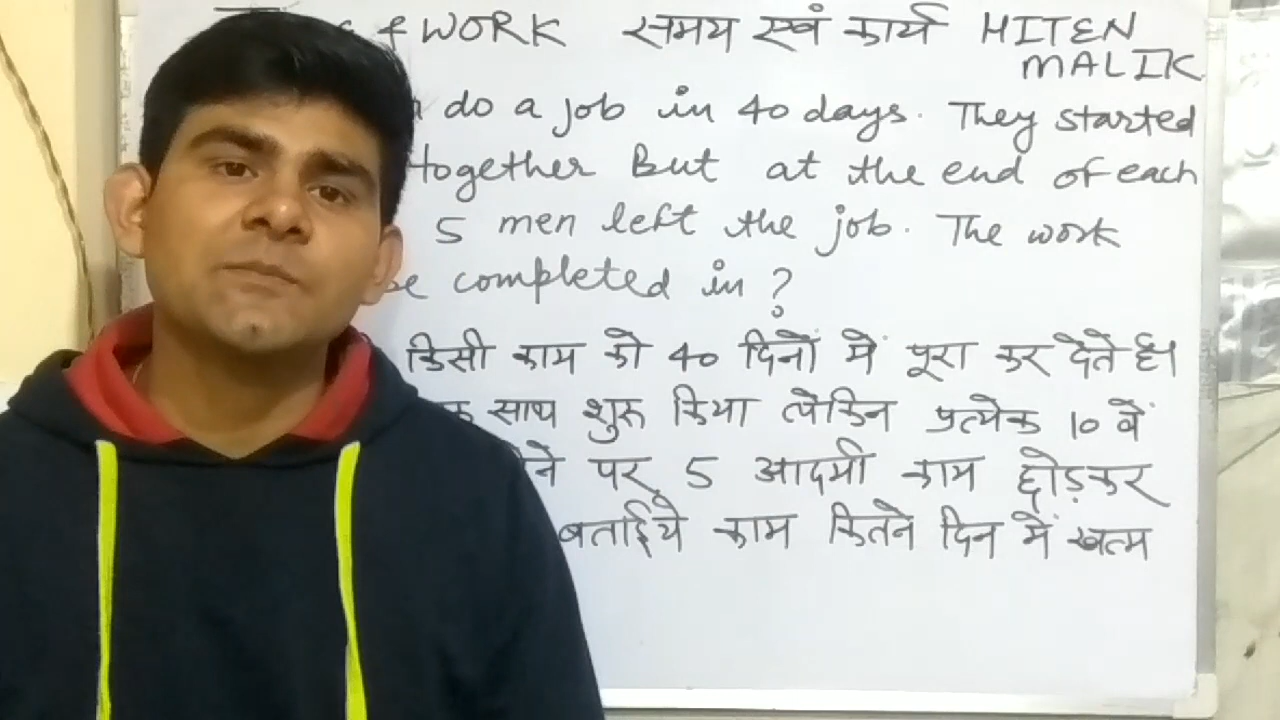 & WORK समय एवं कार्य HITEN
MALIK
do a job in 40 days. They started
together But at the end of each
5 men left the job. The work
be completed in ?
किसी काम को 40 दिनों में पूरा कर देते है।
साथ शुरू किया लेकिन प्रत्येक 10 वें
पर 5 आदमी काम छोड़कर
बताईये काम कितने दिन में खत्म